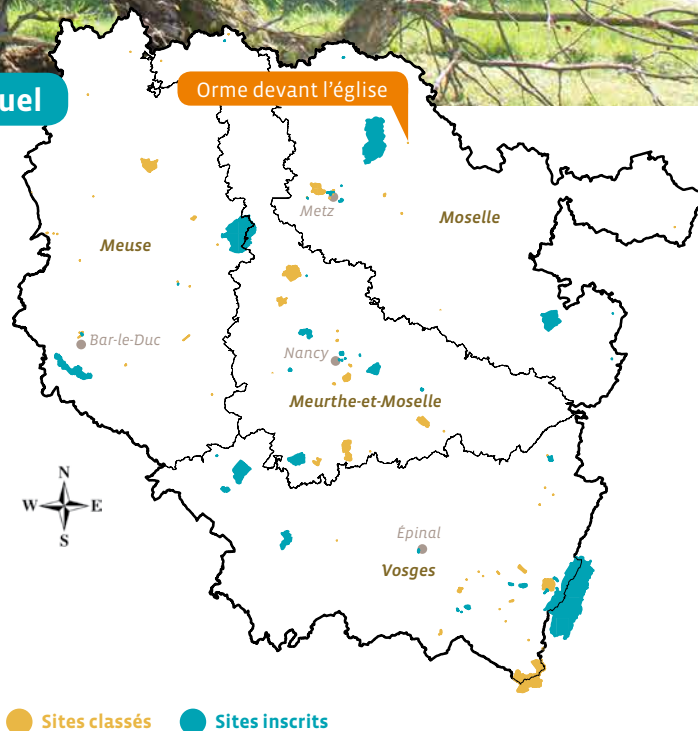 uel
Orme devant l'église
Metz
Moselle
Meuse
Bar-le-Duc
Nancy
Meurthe-et-Moselle
N
W E
S
Épinal
Vosges
Sites classés
Sites inscrits